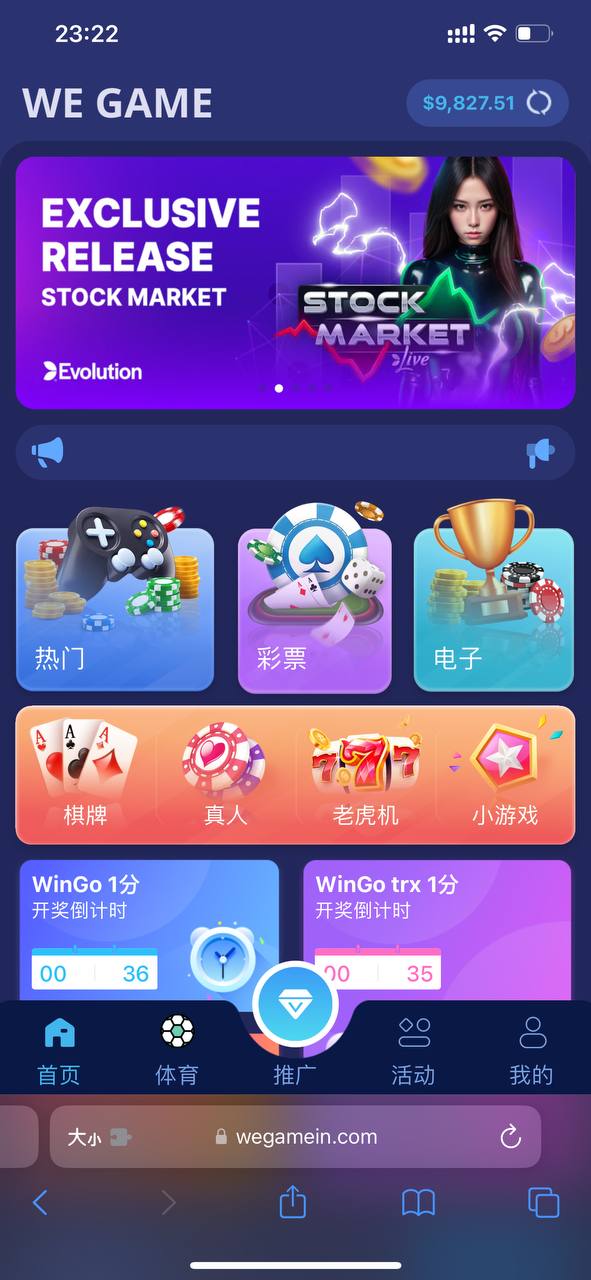 23:22
WE GAME
$9,827.51
EXCLUSIVE
RELEASE
STOCK MARKET
STOCK
MARKET
Live
Evolution
热门
彩票
电子
A A A
棋牌
真人
777
老虎机
小游戏
WinGo 1分
开奖倒计时
00 36
WinGo trx 1分
开奖倒计时
00 35
首页
体育
推广
活动
我的
大小
wegamein.com